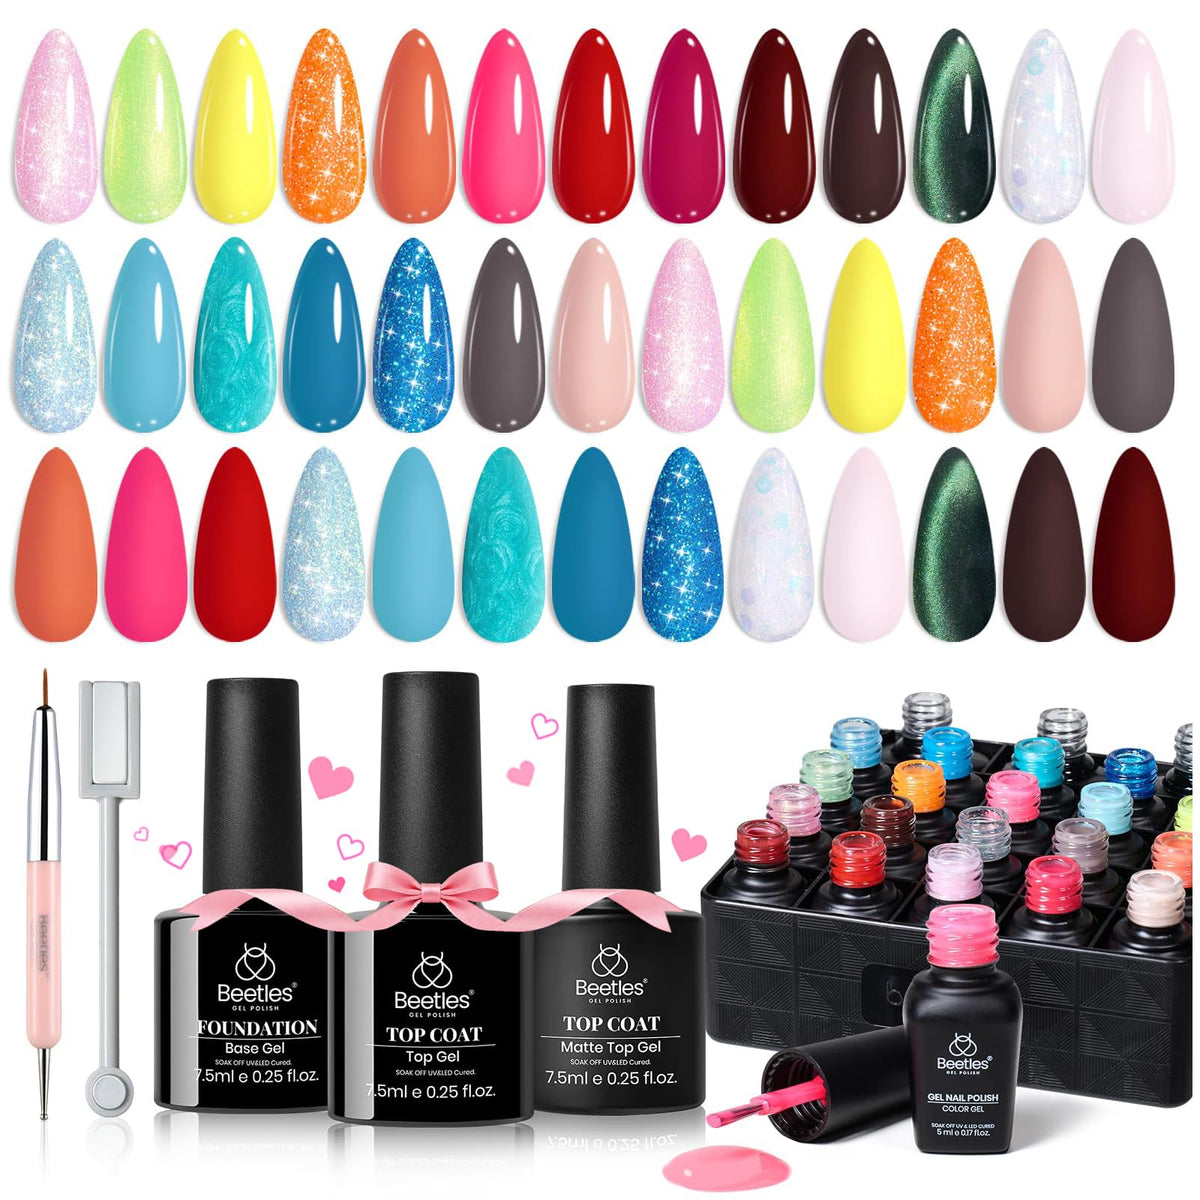 Beetles®
GEL POLISH
FOUNDATION
Base Gel
SOAK OFF UV&LED Cured.
7.5ml e 0.25 fl.oz.
Beetles®
GEL POLISH
TOP COAT
Top Gel
SOAK OFF UV&LED Cured.
7.5ml e 0.25 fl.oz.
Beetles®
GEL POLISH
TOP COAT
Matte Top Gel
SOAK OFF UV&LED Cured.
7.5ml e 0.25 fl.oz.
Beetles®
GEL POLISH
GEL NAIL POLISH
COLOR GEL
SOAK OFF UV & LED CURED
5 ml e 0.17 fl.oz.
Beetles